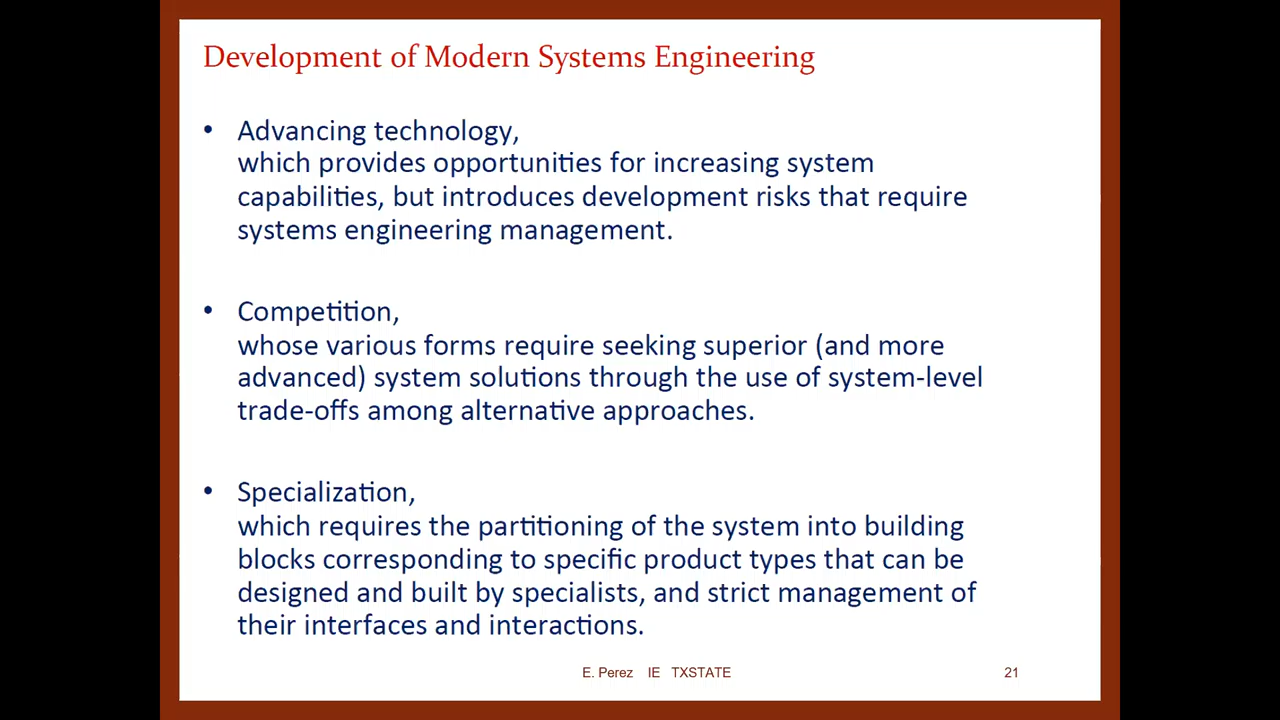 Development of Modern Systems Engineering
• Advancing technology,
which provides opportunities for increasing system
capabilities, but introduces development risks that require
systems engineering management.
• Competition,
whose various forms require seeking superior (and more
advanced) system solutions through the use of system-level
trade-offs among alternative approaches.
• Specialization,
which requires the partitioning of the system into building
blocks corresponding to specific product types that can be
designed and built by specialists, and strict management of
their interfaces and interactions.
E. Perez IE TXSTATE 21